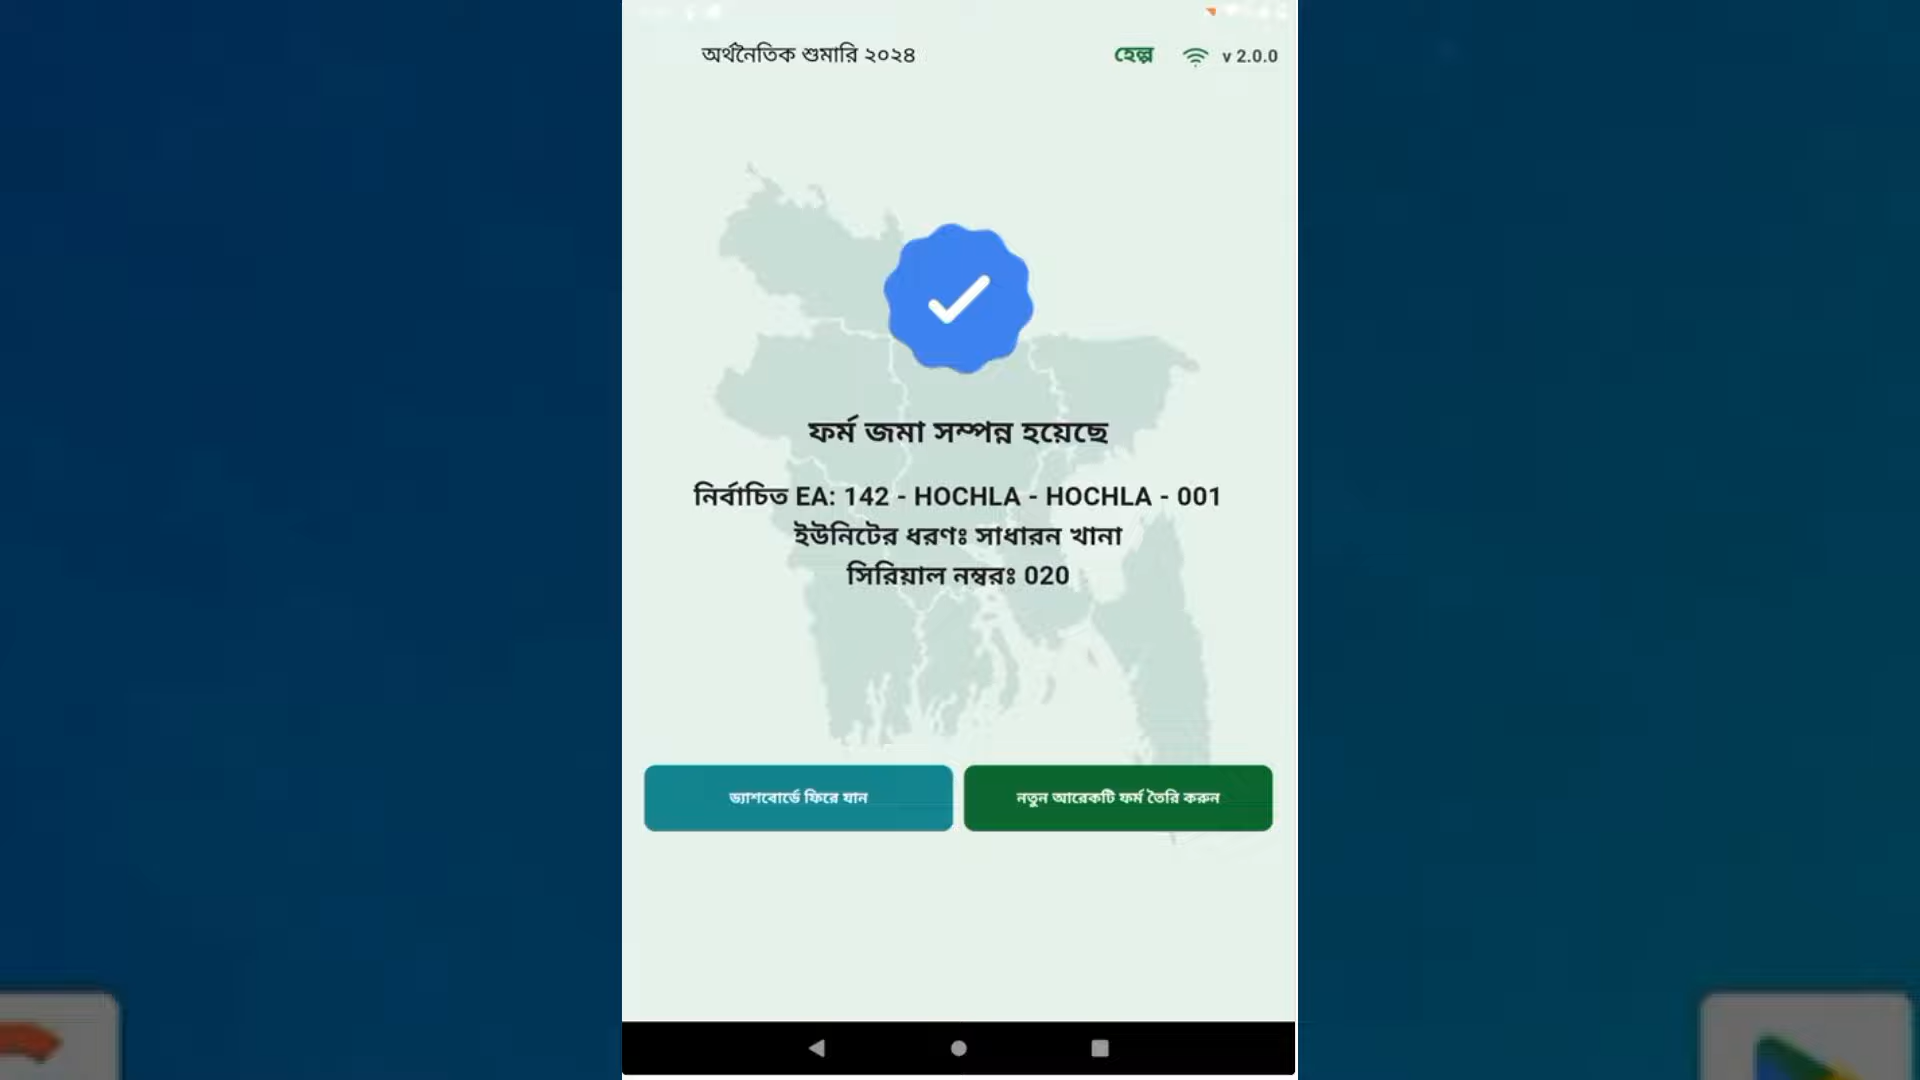 অর্থনৈতিক শুমারি ২০২৪
হেল্প
v 2.0.0
ফর্ম জমা সম্পন্ন হয়েছে
নির্বাচিত EA: 142 - HOCHLA - HOCHLA - 001
ইউনিটের ধরণঃ সাধারন খানা
সিরিয়াল নম্বরঃ 020
ড্যাশবোর্ডে ফিরে যান
নতুন আরেকটি ফর্ম তৈরি করুন